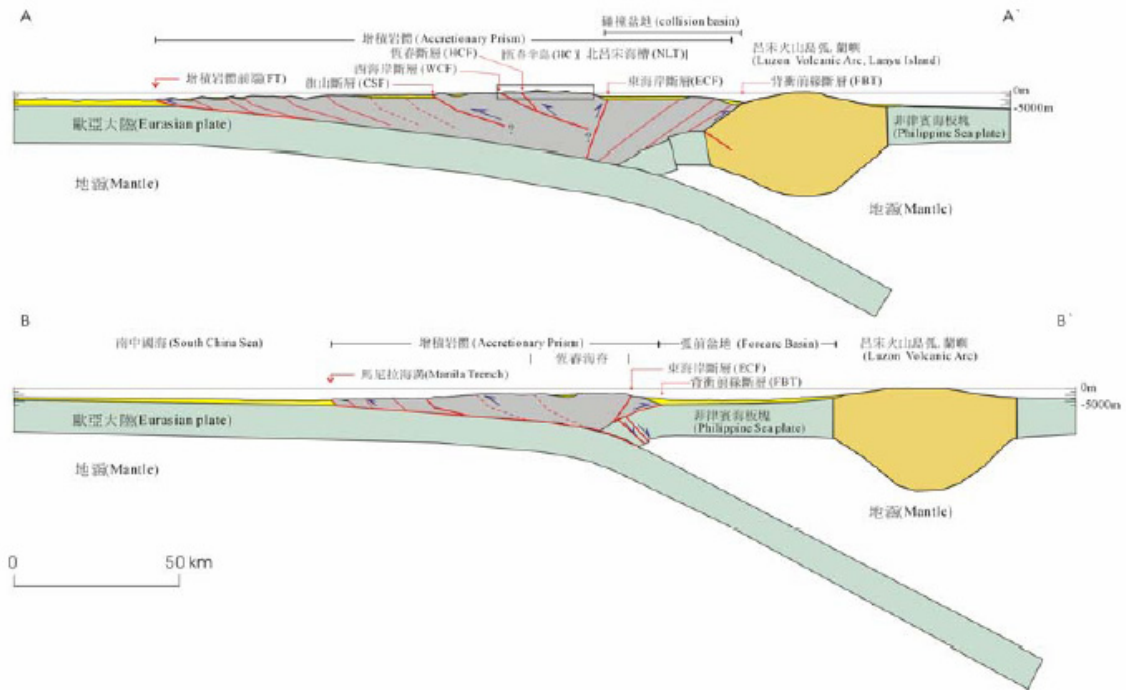 A
A`
碰撞盆地 (collision basin)
增積岩體 (Accretionary Prism)
恆春斷層 (HCF)
[恆春半島 (HC)] 北呂宋海槽 (NLT)]
呂宋火山島弧, 蘭嶼
(Luzon Volcanic Arc, Lanyu Island)
西海岸斷層 (WCF)
增積岩體前緣(FT)
旗山斷層 (CSF)
東海岸斷層(ECF)
背衝前緣斷層 (FBT)
0m
-5000m
歐亞大陸(Eurasian plate)
菲律賓海板塊
(Philippine Sea plate)
?
?
地函(Mantle)
地函(Mantle)
B
B`
南中國海 (South China Sea)
增積岩體 (Accretionary Prism)
弧前盆地 (Forearc Basin)
呂宋火山島弧, 蘭嶼
(Luzon Volcanic Arc)
恆春海脊
馬尼拉海溝(Manila Trench)
東海岸斷層 (ECF)
背衝前緣斷層 (FBT)
0m
-5000m
歐亞大陸(Eurasian plate)
菲律賓海板塊
(Philippine Sea plate)
地函(Mantle)
地函(Mantle)
0
50 km